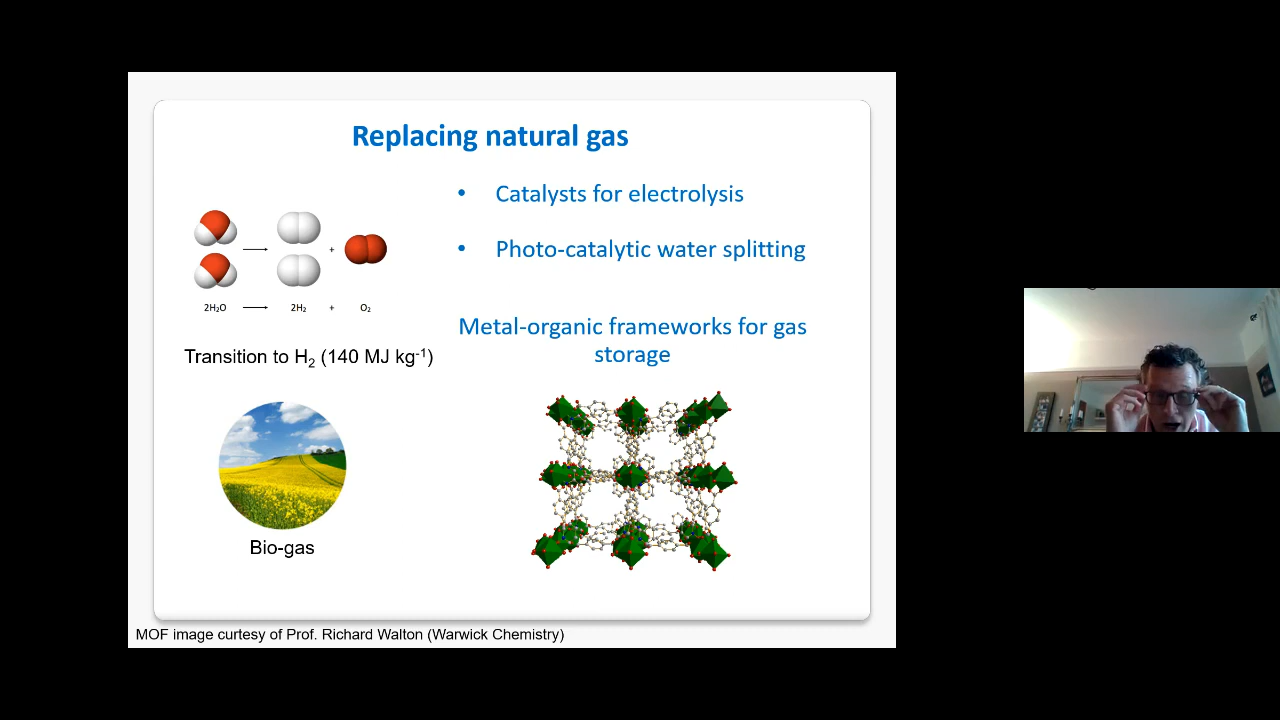 Replacing natural gas
• Catalysts for electrolysis
• Photo-catalytic water splitting
+
2H₂O ⟶ 2H₂ + O₂
Metal-organic frameworks for gas
storage
Transition to H₂ (140 MJ kg⁻¹)
Bio-gas
MOF image curtesy of Prof. Richard Walton (Warwick Chemistry)